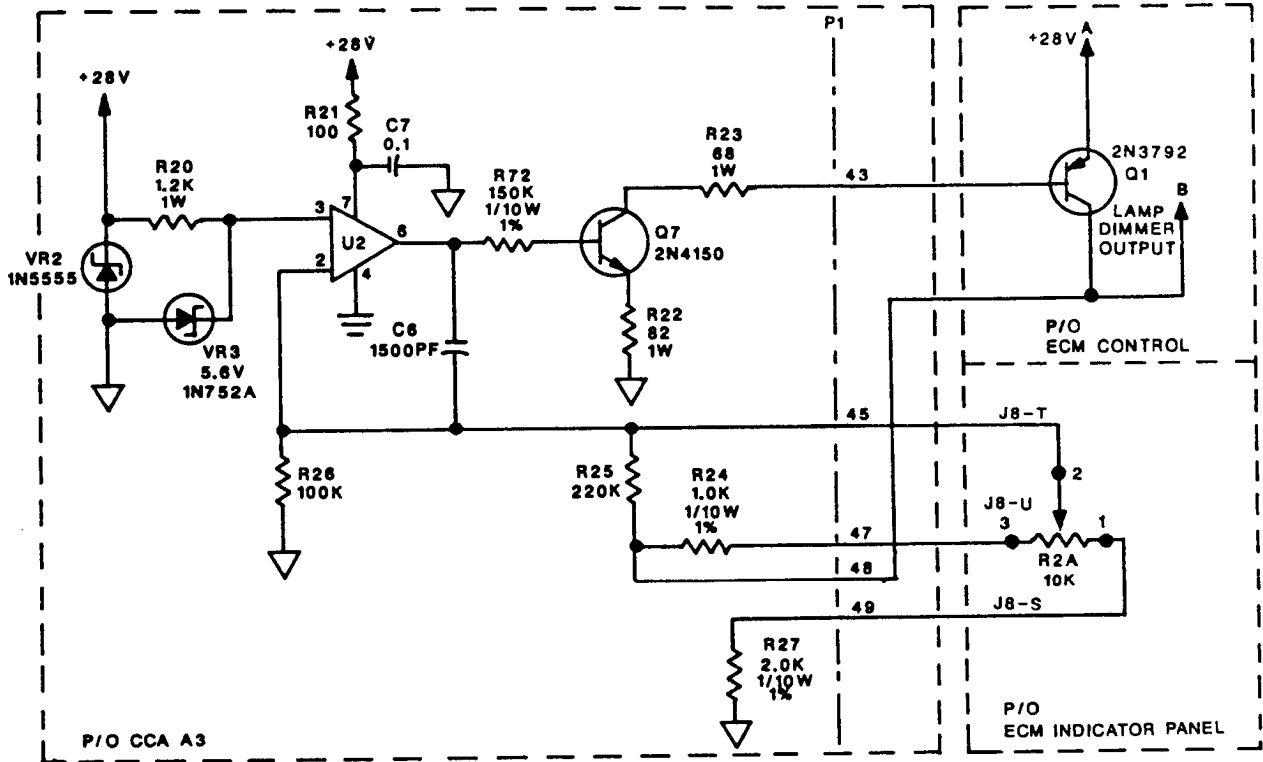 P1
+28V
+28V
A
+28V
R21
100
C7
0.1
R20
1.2K
1W
R72
150K
1/10W
1%
R23
68
1W
43
2N3792
Q1
B
LAMP
DIMMER
OUTPUT
3
7
U2
6
2
4
VR2
1N5555
Q7
2N4150
VR3
5.6V
1N752A
C6
1500PF
R22
82
1W
P/O
ECM CONTROL
45
J8-T
R26
100K
R25
220K
R24
1.0K
1/10W
1%
2
J8-U
3
1
47
R2A
10K
48
49
J8-S
R27
2.0K
1/10W
1%
P/O
ECM INDICATOR PANEL
P/O CCA A3